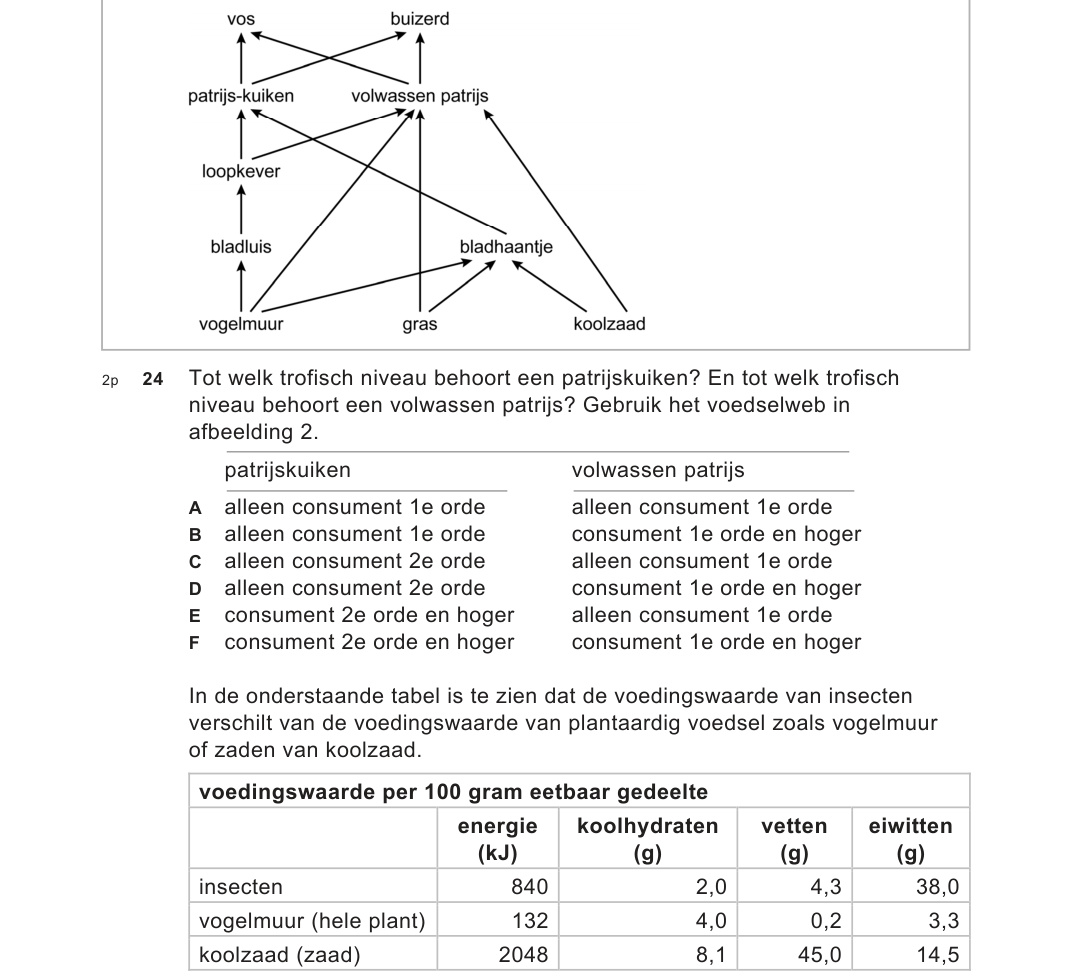 vos buizerd
patrijs-kuiken volwassen patrijs
loopkever
bladluis bladhaantje
vogelmuur gras koolzaad
2p 24 Tot welk trofisch niveau behoort een patrijskuiken? En tot welk trofisch
niveau behoort een volwassen patrijs? Gebruik het voedselweb in
afbeelding 2.
patrijskuiken volwassen patrijs
A alleen consument 1e orde alleen consument 1e orde
B alleen consument 1e orde consument 1e orde en hoger
C alleen consument 2e orde alleen consument 1e orde
D alleen consument 2e orde consument 1e orde en hoger
E consument 2e orde en hoger alleen consument 1e orde
F consument 2e orde en hoger consument 1e orde en hoger
In de onderstaande tabel is te zien dat de voedingswaarde van insecten
verschilt van de voedingswaarde van plantaardig voedsel zoals vogelmuur
of zaden van koolzaad.
voedingswaarde per 100 gram eetbaar gedeelte
energie koolhydraten vetten eiwitten
(kJ) (g) (g) (g)
insecten 840 2,0 4,3 38,0
vogelmuur (hele plant) 132 4,0 0,2 3,3
koolzaad (zaad) 2048 8,1 45,0 14,5